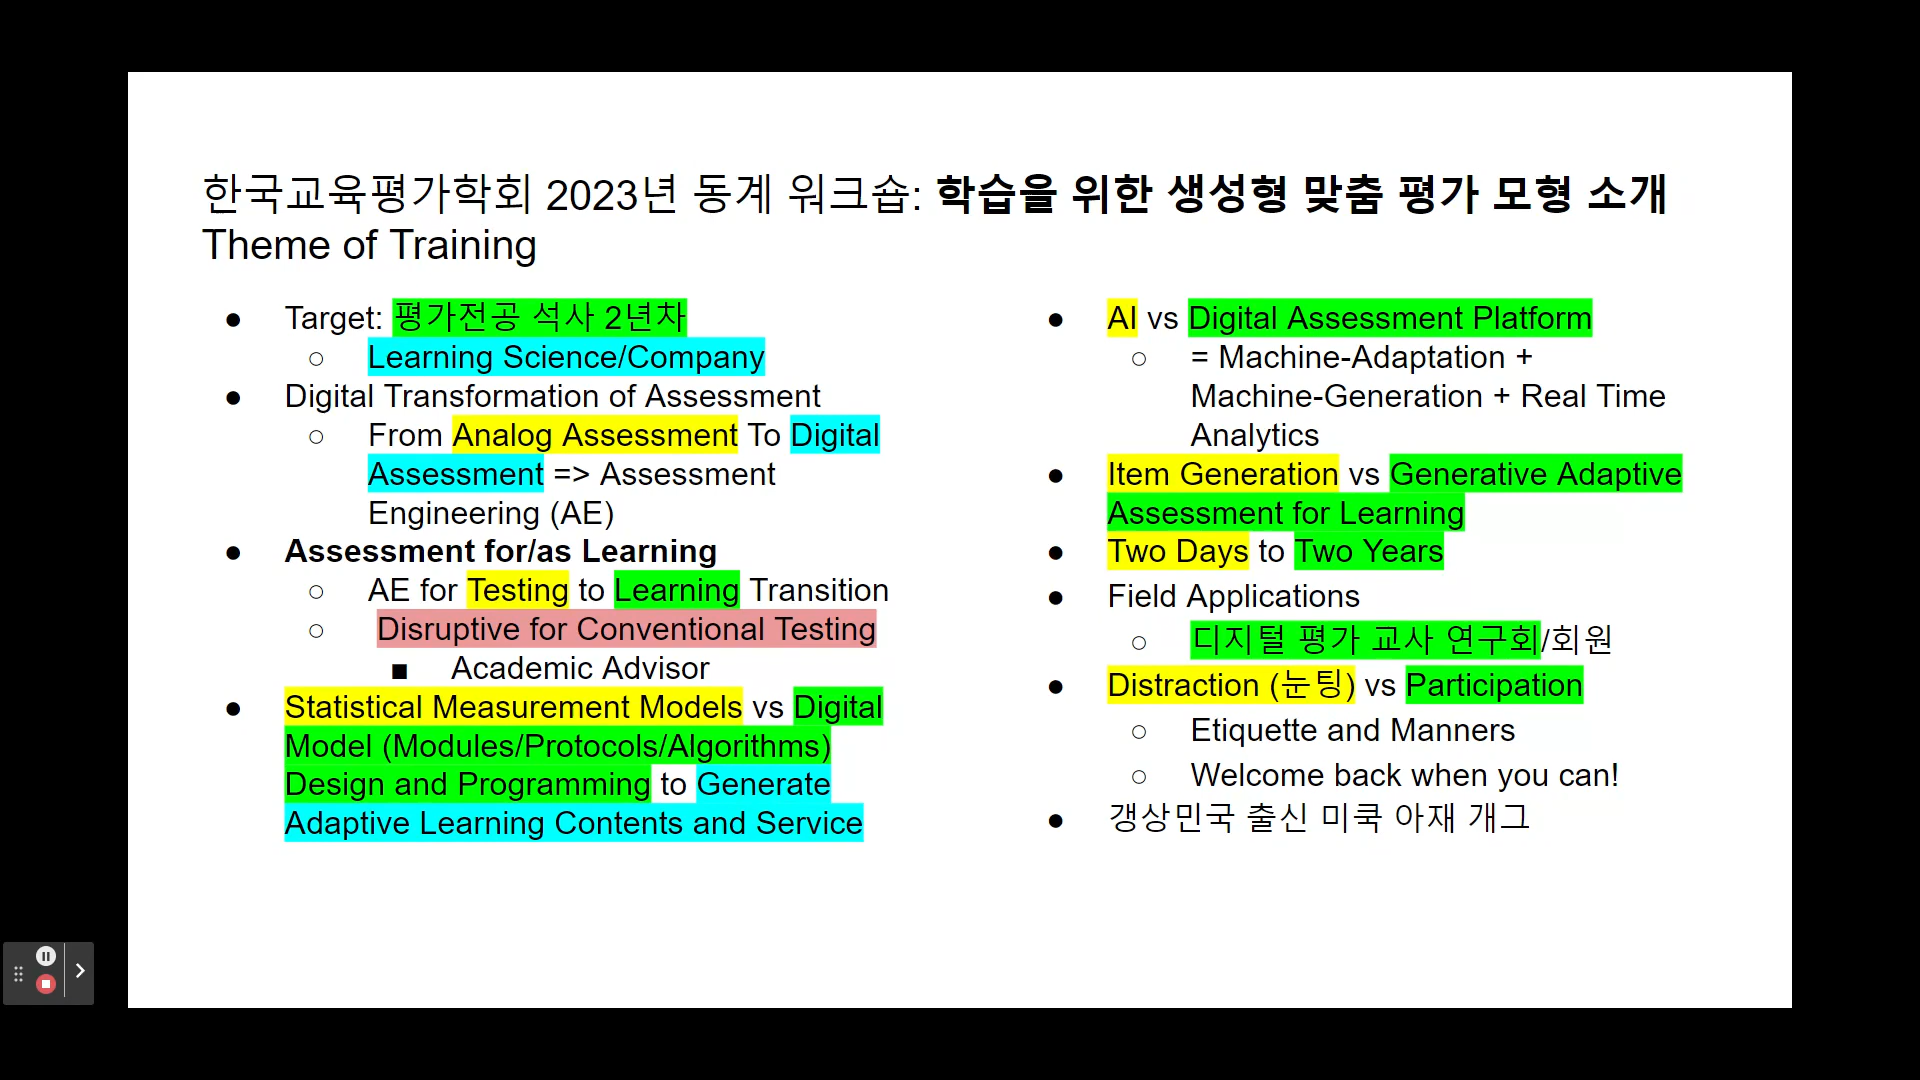 한국교육평가학회 2023년 동계 워크숍: 학습을 위한 생성형 맞춤 평가 모형 소개
Theme of Training
● Target: 평가전공 석사 2년차
○ Learning Science/Company
● Digital Transformation of Assessment
○ From Analog Assessment To Digital
Assessment => Assessment
Engineering (AE)
● Assessment for/as Learning
○ AE for Testing to Learning Transition
○ Disruptive for Conventional Testing
■ Academic Advisor
● Statistical Measurement Models vs Digital
Model (Modules/Protocols/Algorithms)
Design and Programming to Generate
Adaptive Learning Contents and Service
● AI vs Digital Assessment Platform
○ = Machine-Adaptation +
Machine-Generation + Real Time
Analytics
● Item Generation vs Generative Adaptive
Assessment for Learning
● Two Days to Two Years
● Field Applications
○ 디지털 평가 교사 연구회/회원
● Distraction (눈팅) vs Participation
○ Etiquette and Manners
○ Welcome back when you can!
● 갱상민국 출신 미쿡 아재 개그